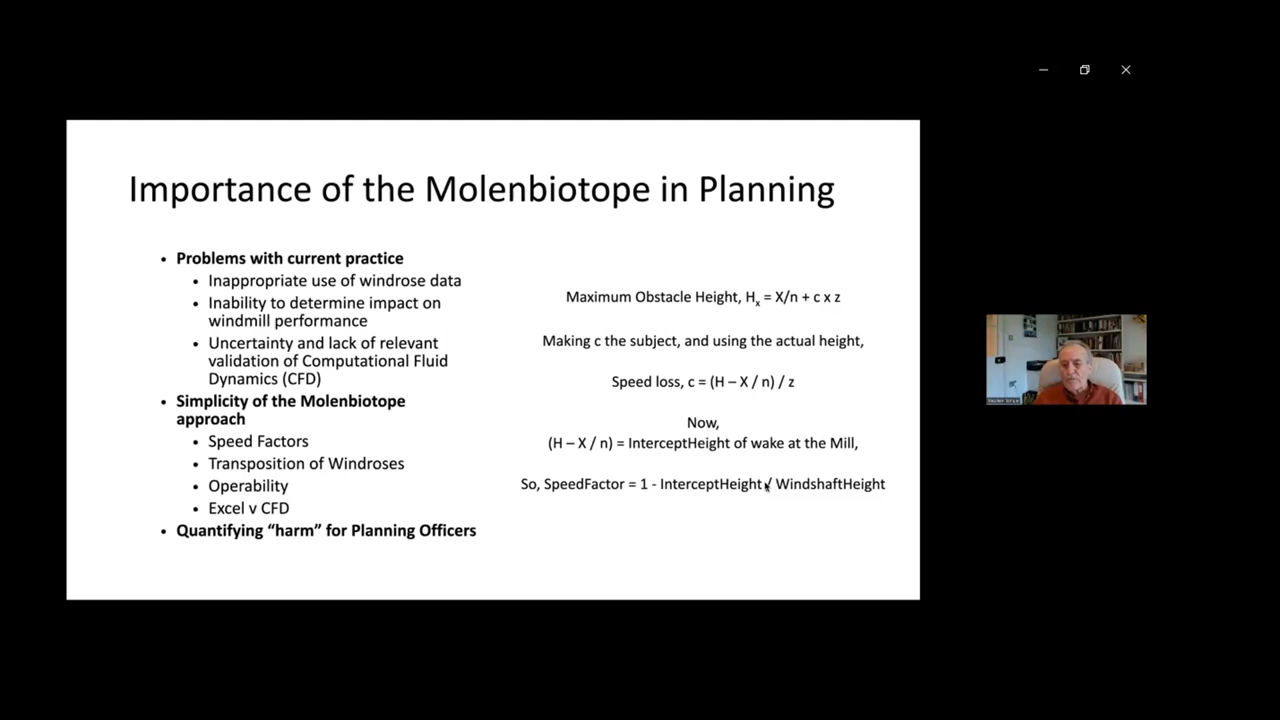 Importance of the Molenbiotope in Planning
• Problems with current practice
• Inappropriate use of windrose data
• Inability to determine impact on
windmill performance
• Uncertainty and lack of relevant
validation of Computational Fluid
Dynamics (CFD)
• Simplicity of the Molenbiotope
approach
• Speed Factors
• Transposition of Windroses
• Operability
• Excel v CFD
• Quantifying “harm” for Planning Officers
Maximum Obstacle Height, Hₓ = X/n + c x z
Making c the subject, and using the actual height,
Speed loss, c = (H – X / n) / z
Now,
(H – X / n) = InterceptHeight of wake at the Mill,
So, SpeedFactor = 1 - InterceptHeight / WindshaftHeight